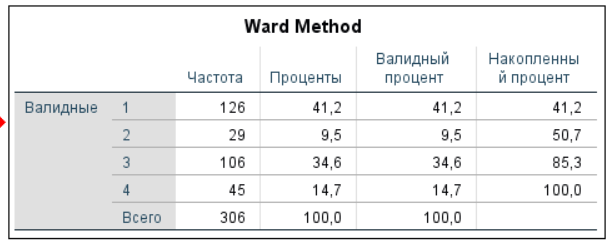 Ward Method
Частота Проценты Валидный процент Накопленны й процент
Валидные 1 126 41,2 41,2 41,2
2 29 9,5 9,5 50,7
3 106 34,6 34,6 85,3
4 45 14,7 14,7 100,0
Всего 306 100,0 100,0